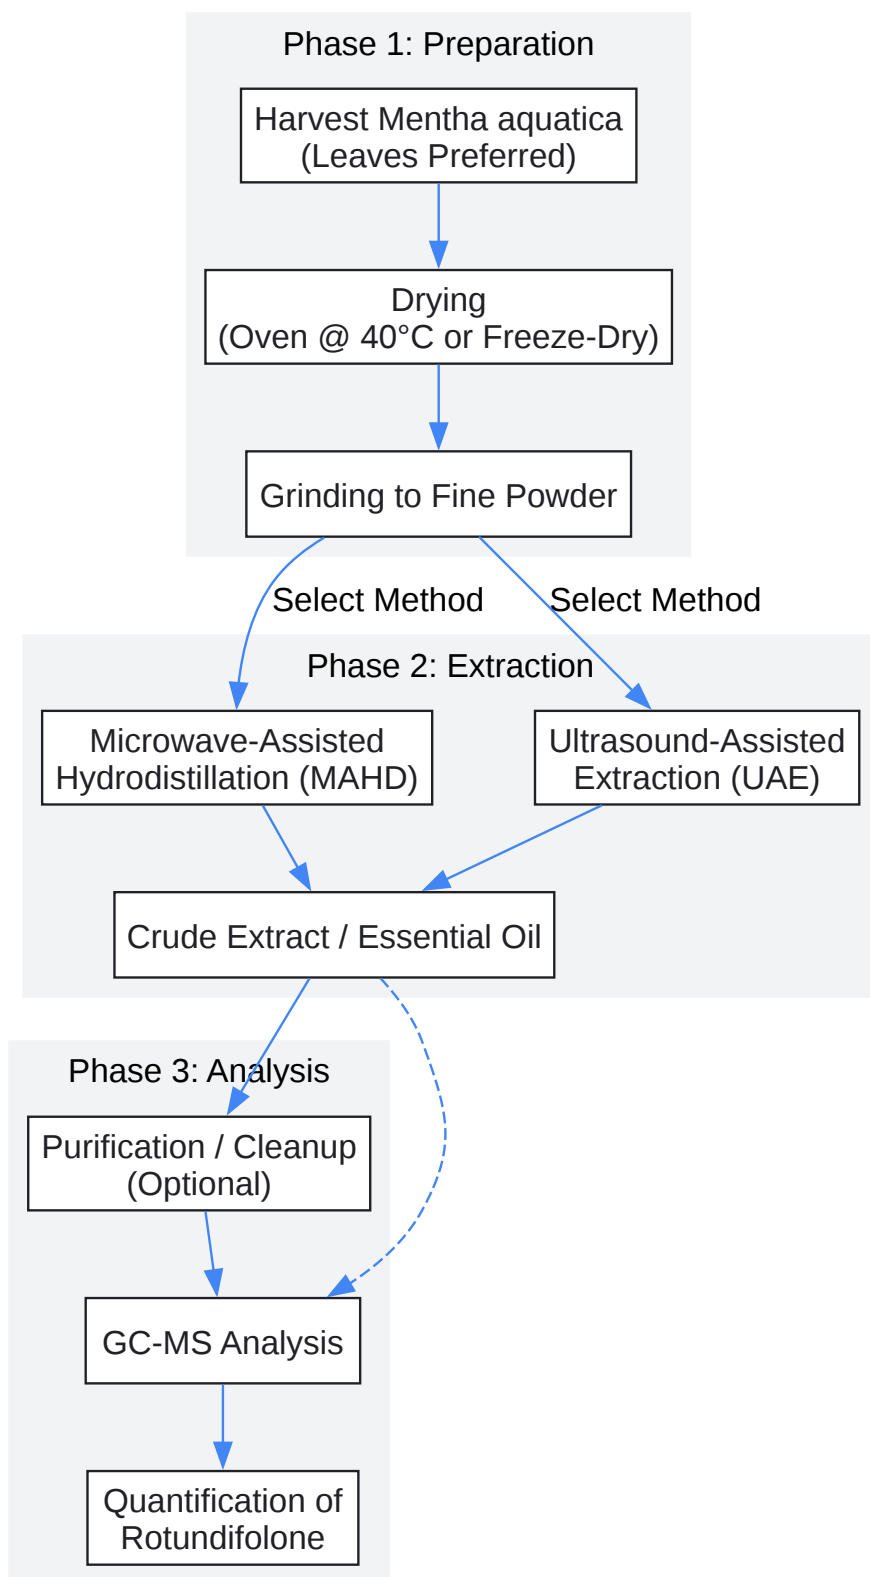 Phase 1: Preparation
Harvest Mentha aquatica
(Leaves Preferred)
Drying
(Oven @ 40°C or Freeze-Dry)
Grinding to Fine Powder
Select Method
Select Method
Phase 2: Extraction
Microwave-Assisted
Hydrodistillation (MAHD)
Ultrasound-Assisted
Extraction (UAE)
Crude Extract / Essential Oil
Phase 3: Analysis
Purification / Cleanup
(Optional)
GC-MS Analysis
Quantification of
Rotundifolone